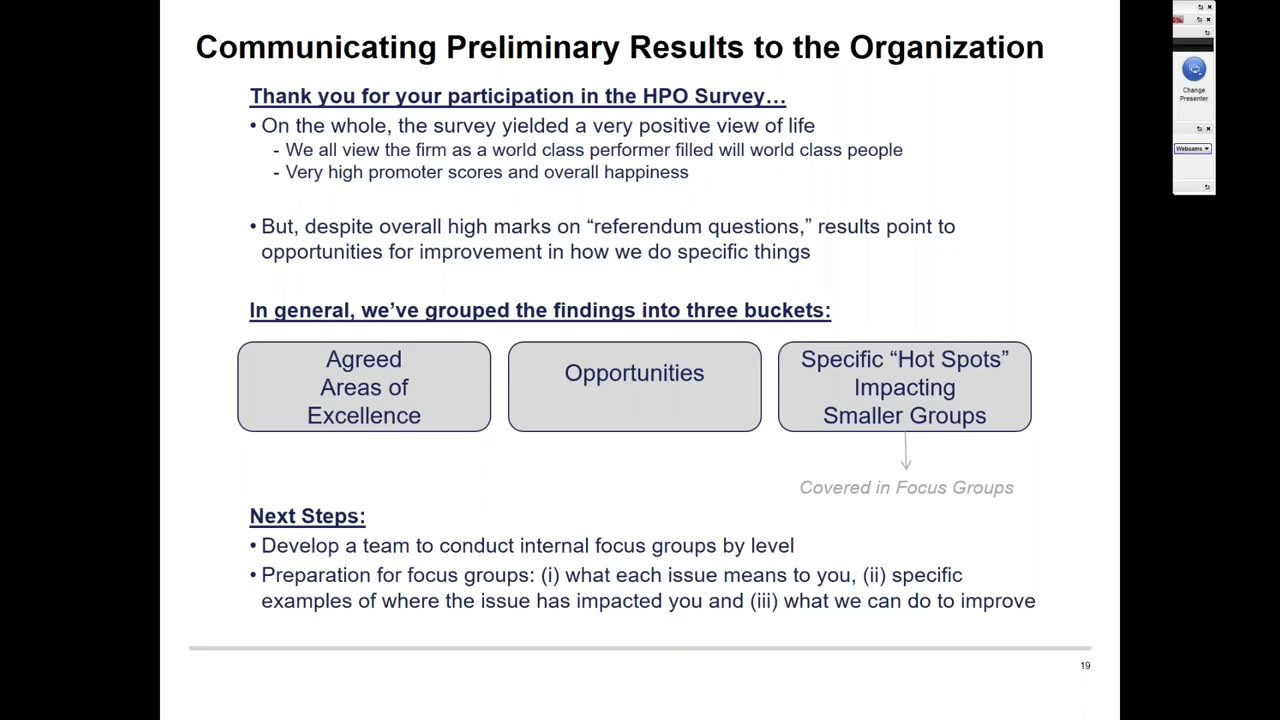 Communicating Preliminary Results to the Organization
Thank you for your participation in the HPO Survey…
• On the whole, the survey yielded a very positive view of life
- We all view the firm as a world class performer filled will world class people
- Very high promoter scores and overall happiness
• But, despite overall high marks on “referendum questions,” results point to
opportunities for improvement in how we do specific things
In general, we’ve grouped the findings into three buckets:
Agreed
Areas of
Excellence
Opportunities
Specific “Hot Spots”
Impacting
Smaller Groups
Covered in Focus Groups
Next Steps:
• Develop a team to conduct internal focus groups by level
• Preparation for focus groups: (i) what each issue means to you, (ii) specific
examples of where the issue has impacted you and (iii) what we can do to improve
19
Change
Presenter
Webcams